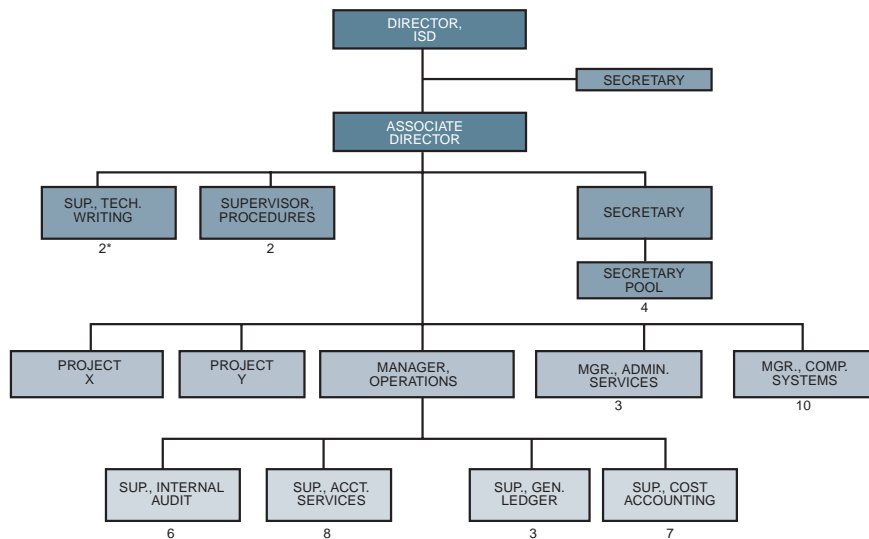 DIRECTOR,
ISD
SECRETARY
ASSOCIATE
DIRECTOR
SUP., TECH.
WRITING
2*
SUPERVISOR,
PROCEDURES
2
SECRETARY
SECRETARY
POOL
4
PROJECT
X
PROJECT
Y
MANAGER,
OPERATIONS
MGR., ADMIN.
SERVICES
3
MGR., COMP.
SYSTEMS
10
SUP., INTERNAL
AUDIT
6
SUP., ACCT.
SERVICES
8
SUP., GEN.
LEDGER
3
SUP., COST
ACCOUNTING
7